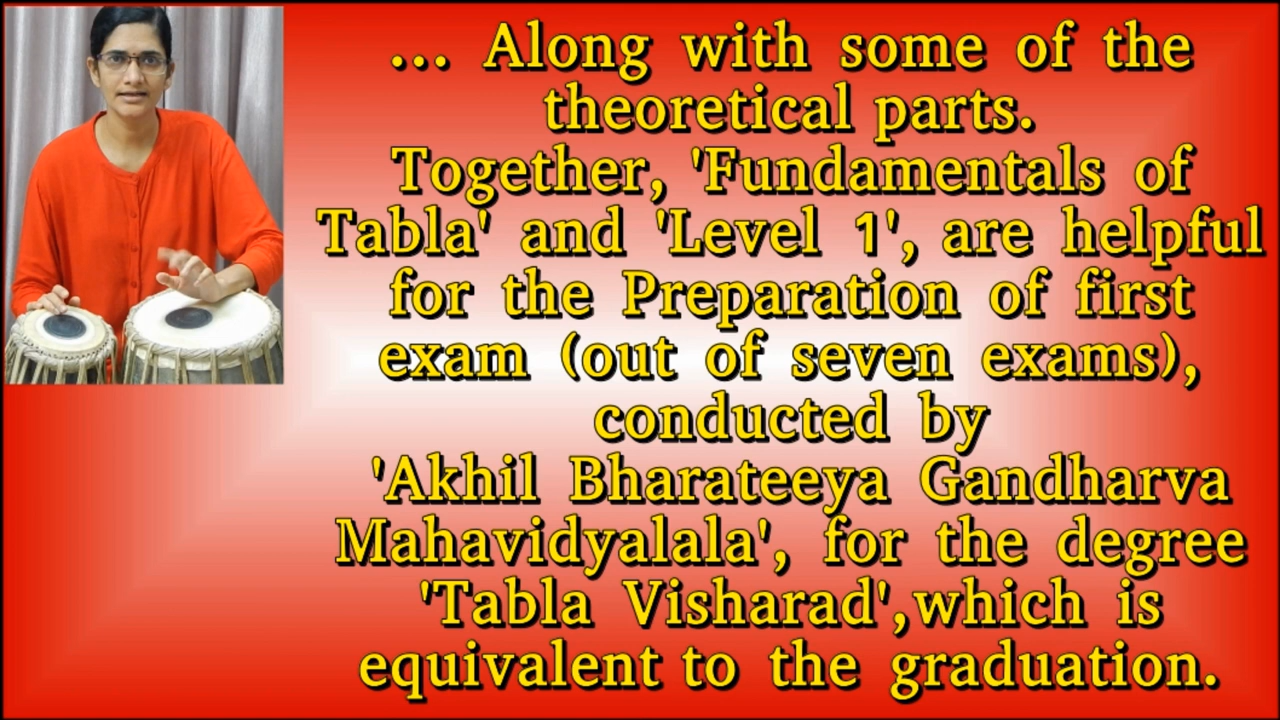 ... Along with some of the
theoretical parts.
Together, 'Fundamentals of
Tabla' and 'Level 1', are helpful
for the Preparation of first
exam (out of seven exams),
conducted by
'Akhil Bharateeya Gandharva
Mahavidyalala', for the degree
'Tabla Visharad',which is
equivalent to the graduation.